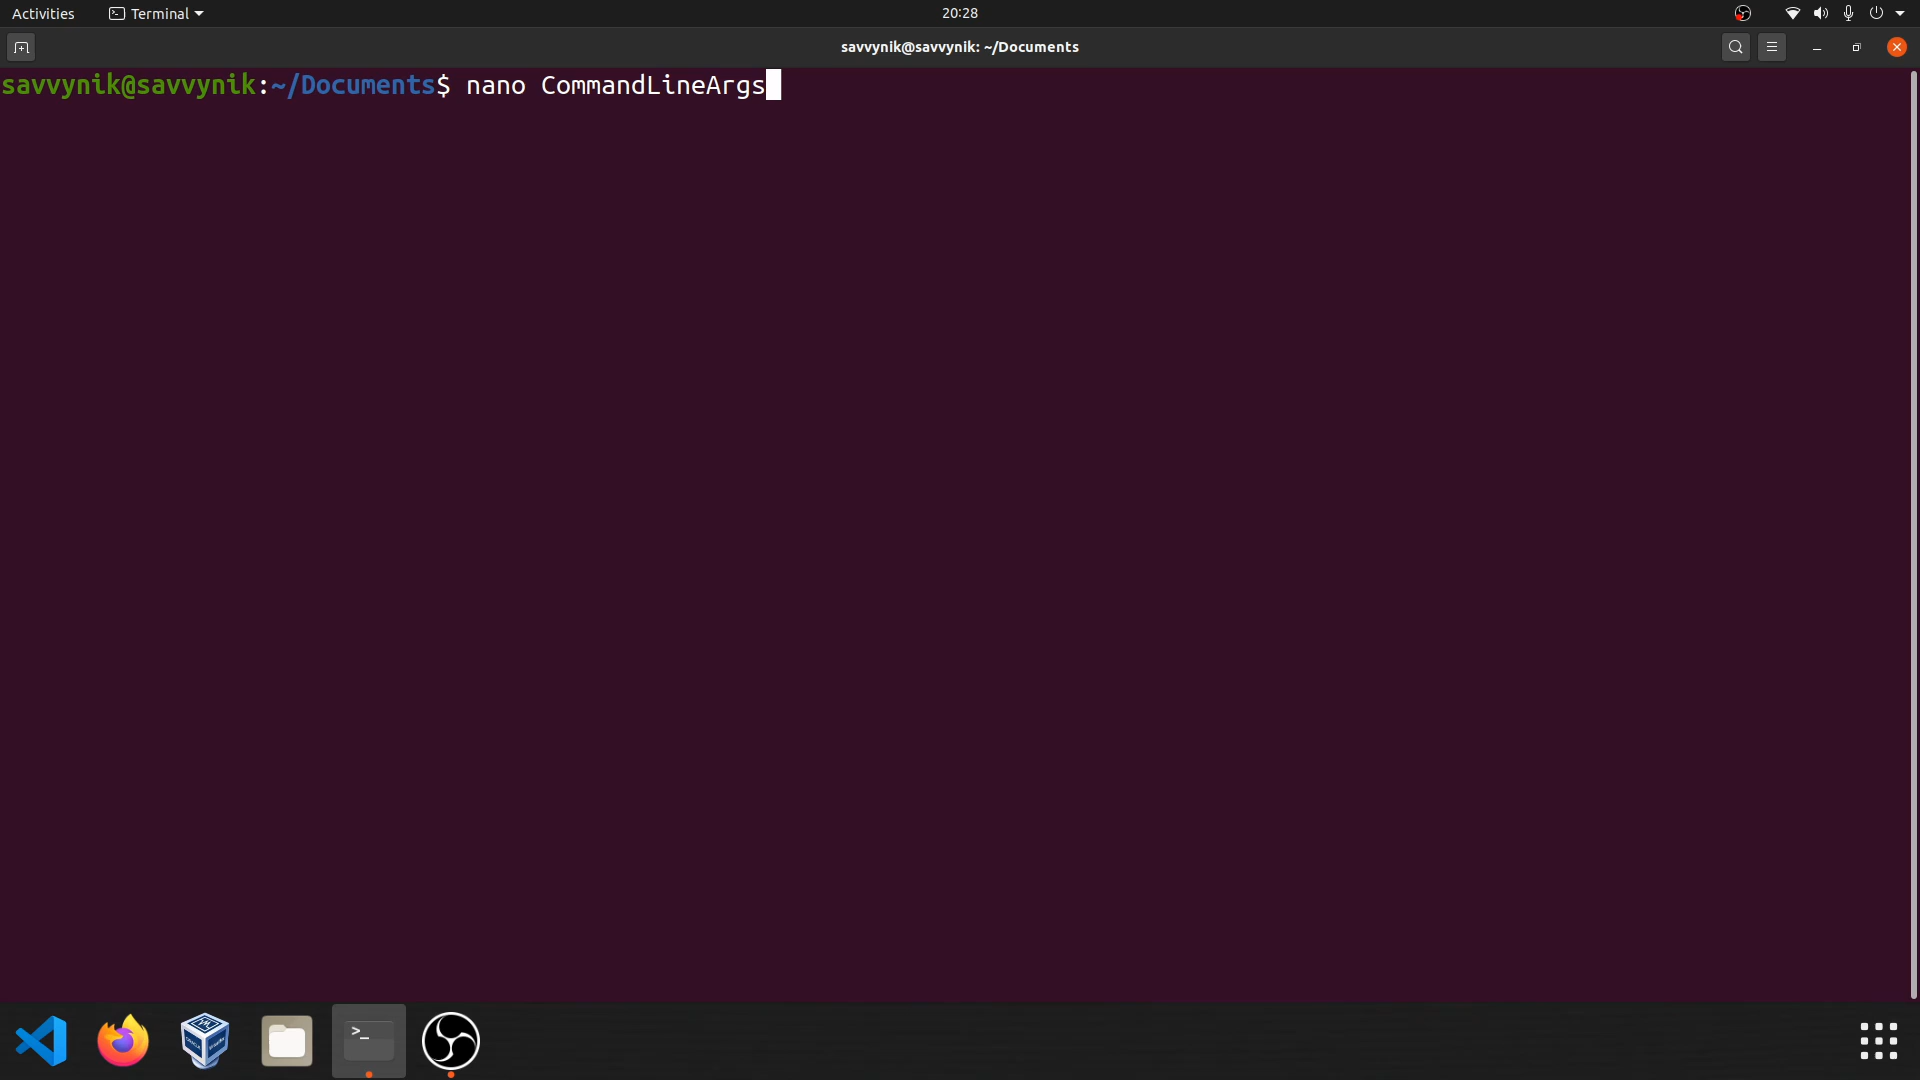 Activities
Terminal
20:28
savvynik@savvynik: ~/Documents
savvynik@savvynik:~/Documents$ nano CommandLineArgs
>_